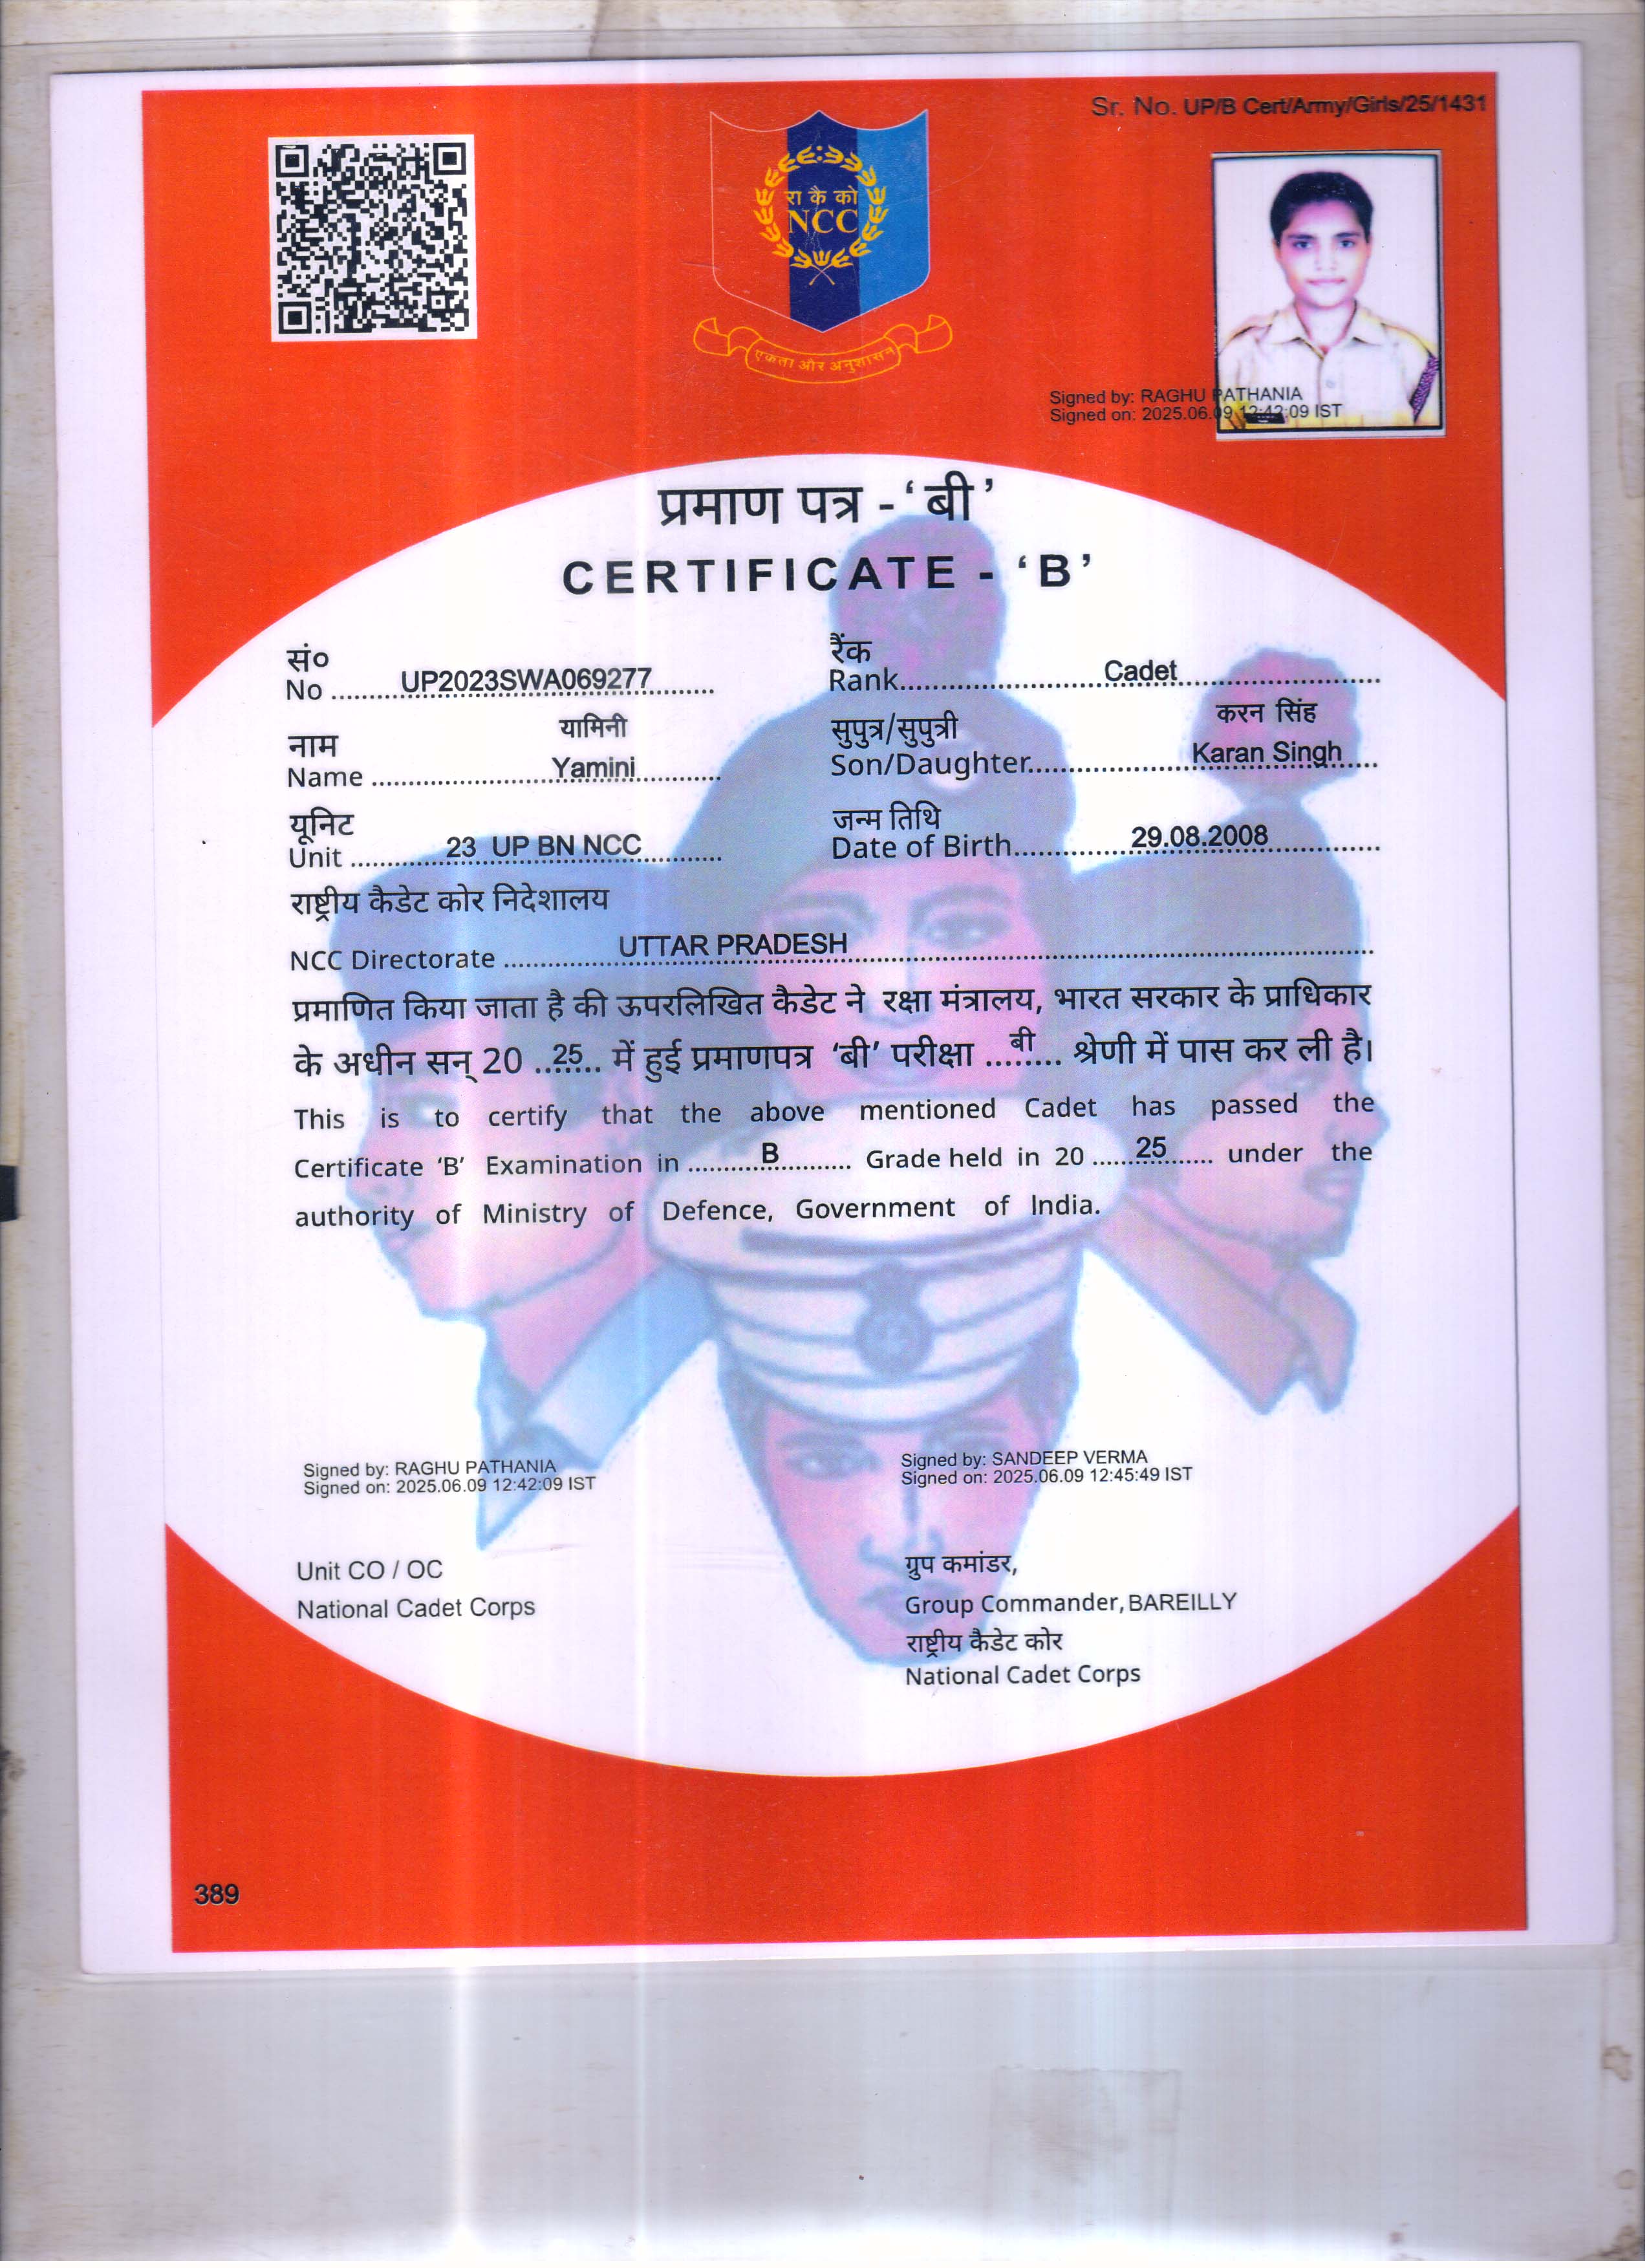 Sr. No. UP/B Cert/Army/Girls/25/1431
रा कै को
NCC
एकता और अनुशासन
Signed by: RAGHU PATHANIA
Signed on: 2025.06.09 12:42:09 IST
प्रमाण पत्र - ‘बी’
CERTIFICATE - ‘B’
सं०
No ........ UP2023SWA069277 ........
रैंक
Rank........ Cadet ........
नाम यामिनी
Name ........ Yamini ........
सुपुत्र/सुपुत्री करन सिंह
Son/Daughter........ Karan Singh ........
यूनिट
Unit ........ 23 UP BN NCC ........
जन्म तिथि
Date of Birth........ 29.08.2008 ........
राष्ट्रीय कैडेट कोर निदेशालय
NCC Directorate ........ UTTAR PRADESH ........
प्रमाणित किया जाता है की ऊपरलिखित कैडेट ने रक्षा मंत्रालय, भारत सरकार के प्राधिकार
के अधीन सन् 20 ..25.. में हुई प्रमाणपत्र ‘बी’ परीक्षा ....बी.... श्रेणी में पास कर ली है।
This is to certify that the above mentioned Cadet has passed the
Certificate ‘B’ Examination in ........ B ........ Grade held in 20 ......25...... under the
authority of Ministry of Defence, Government of India.
Signed by: RAGHU PATHANIA
Signed on: 2025.06.09 12:42:09 IST
Signed by: SANDEEP VERMA
Signed on: 2025.06.09 12:45:49 IST
Unit CO / OC
National Cadet Corps
ग्रुप कमांडर,
Group Commander, BAREILLY
राष्ट्रीय कैडेट कोर
National Cadet Corps
389